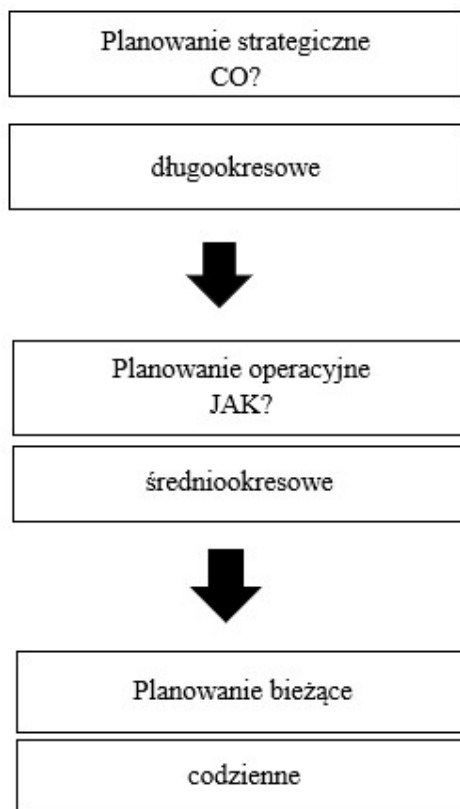 Planowanie strategiczne
CO?
długookresowe
Planowanie operacyjne
JAK?
średniookresowe
Planowanie bieżące
codzienne